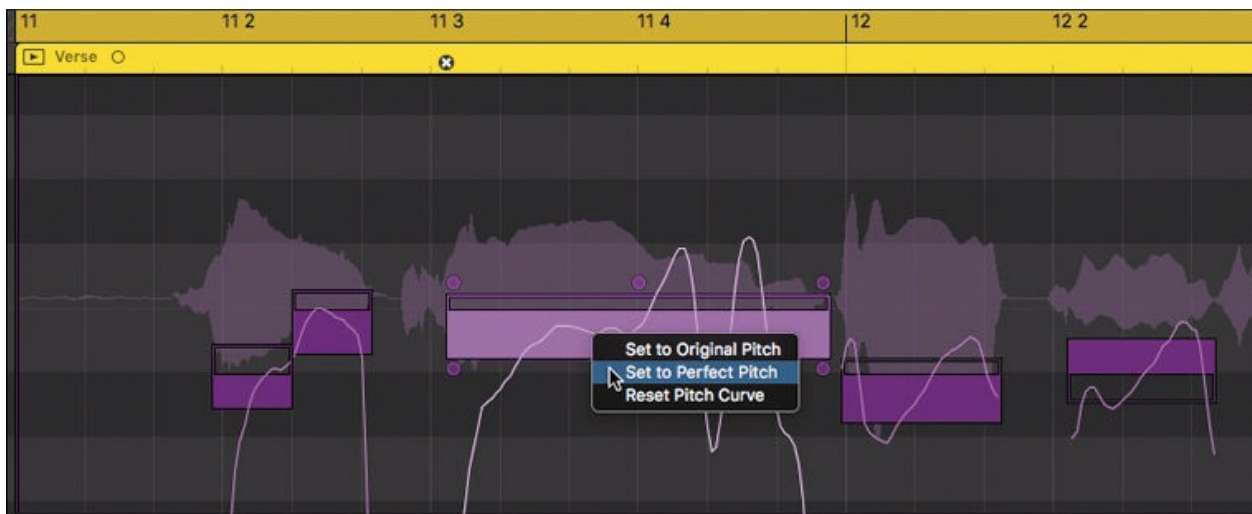 11 11 2 11 3 11 4 12 12 2
Verse
Set to Original Pitch
Set to Perfect Pitch
Reset Pitch Curve